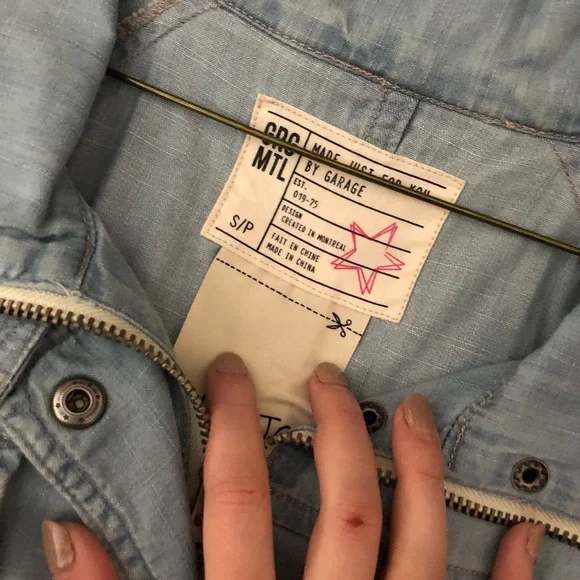 GRG
MTL
MADE JUST FOR YOU
BY GARAGE
EST.
019-75
DESIGN
CREATED IN MONTREAL
S/P
FAIT EN CHINE
MADE IN CHINA